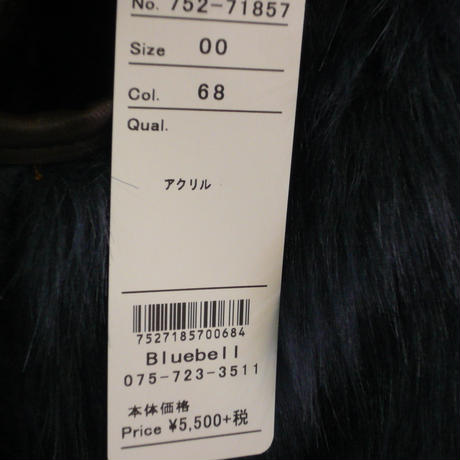 No. 752-71857
Size 00
Col. 68
Qual.
アクリル
7527185700684
Bluebell
075-723-3511
本体価格
Price ¥5,500+税